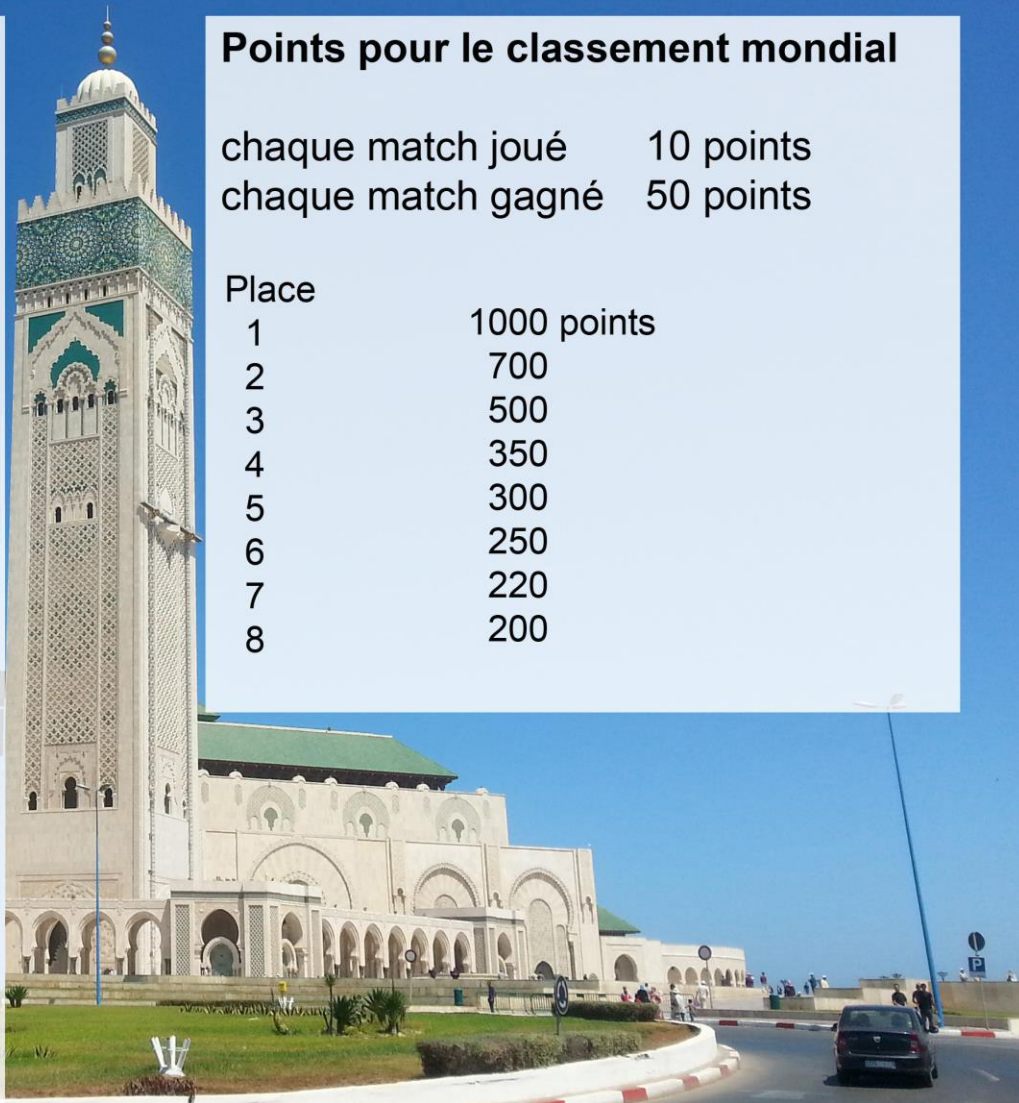 Points pour le classement mondial
chaque match joué 10 points
chaque match gagné 50 points
Place
1 1000 points
2 700
3 500
4 350
5 300
6 250
7 220
8 200
P